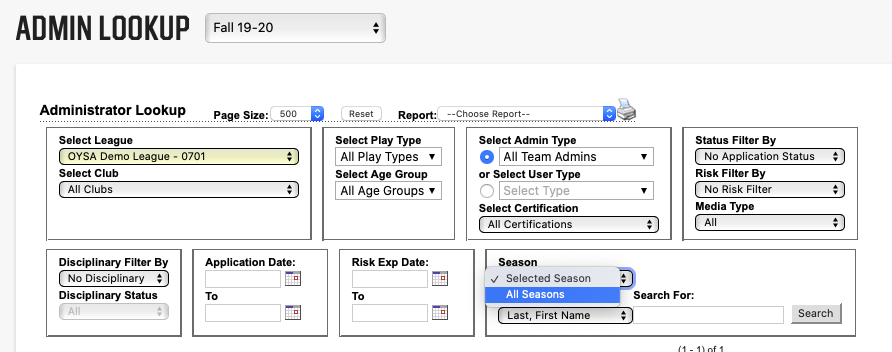 ADMIN LOOKUP Fall 19-20
Administrator Lookup Page Size: 500 Reset Report: --Choose Report--
Select League
OYSA Demo League - 0701
Select Club
All Clubs
Select Play Type
All Play Types
Select Age Group
All Age Groups
Select Admin Type
All Team Admins
or Select User Type
Select Type
Select Certification
All Certifications
Status Filter By
No Application Status
Risk Filter By
No Risk Filter
Media Type
All
Disciplinary Filter By
No Disciplinary
Disciplinary Status
All
Application Date:
To
Risk Exp Date:
To
Season
✓ Selected Season
All Seasons
Search For:
Last, First Name Search
(1 - 1) of 1